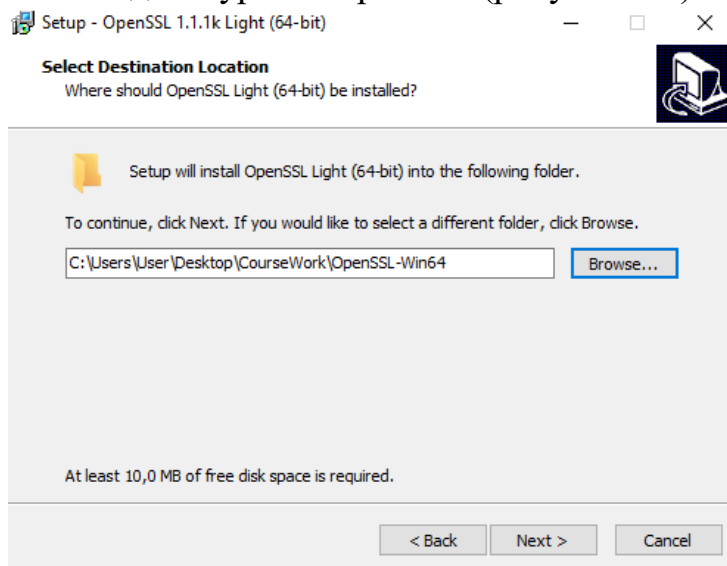 Setup - OpenSSL 1.1.1k Light (64-bit)
Select Destination Location
Where should OpenSSL Light (64-bit) be installed?
Setup will install OpenSSL Light (64-bit) into the following folder.
To continue, click Next. If you would like to select a different folder, click Browse.
C:\Users\User\Desktop\CourseWork\OpenSSL-Win64
Browse...
At least 10,0 MB of free disk space is required.
< Back
Next >
Cancel